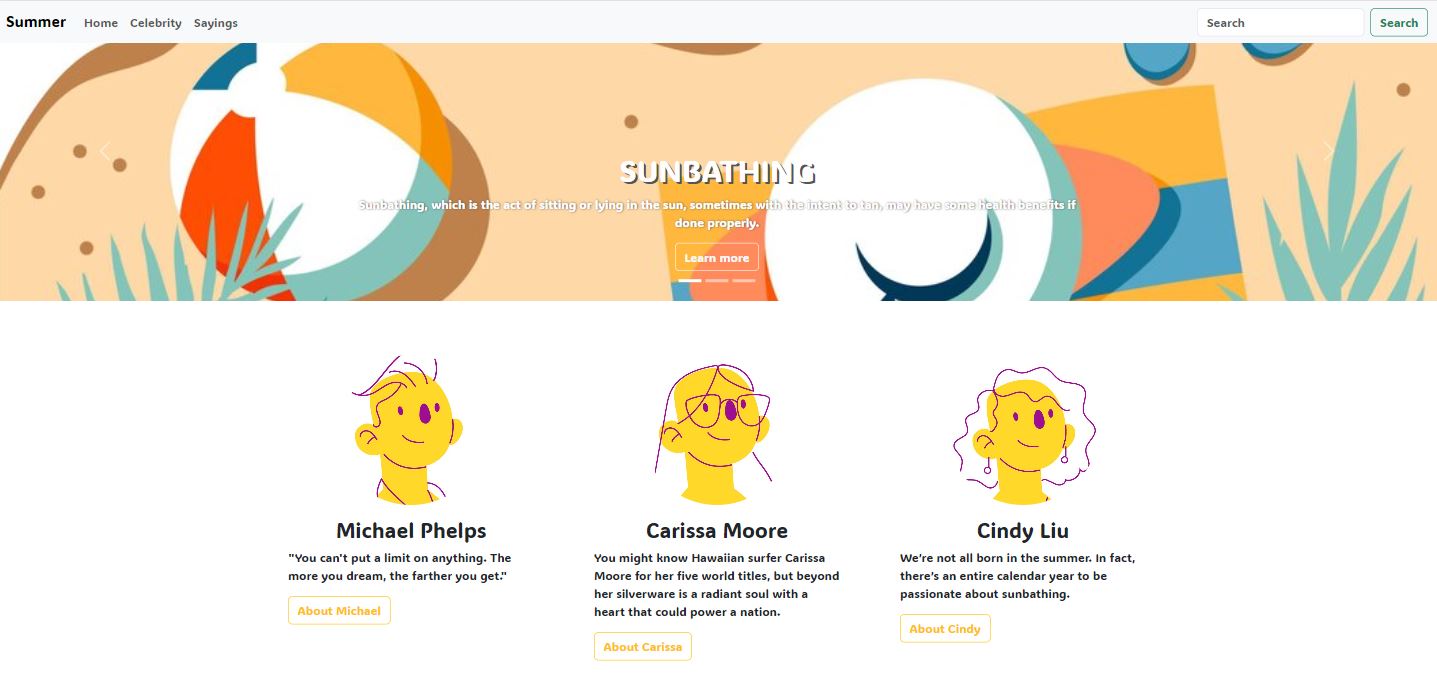 Summer Home Celebrity Sayings Search Search
SUNBATHING
Sunbathing, which is the act of sitting or lying in the sun, sometimes with the intent to tan, may have some health benefits if
done properly.
Learn more
Michael Phelps
"You can't put a limit on anything. The
more you dream, the farther you get."
About Michael
Carissa Moore
You might know Hawaiian surfer Carissa
Moore for her five world titles, but beyond
her silverware is a radiant soul with a
heart that could power a nation.
About Carissa
Cindy Liu
We’re not all born in the summer. In fact,
there’s an entire calendar year to be
passionate about sunbathing.
About Cindy